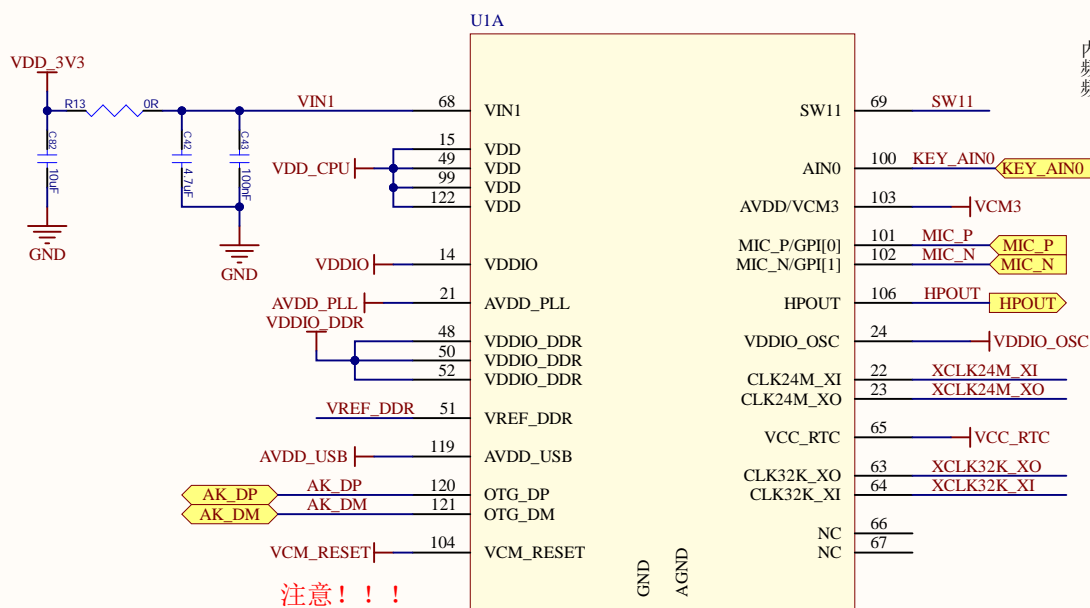 U1A
内
频
频
VDD_3V3
R13 0R VIN1 68 VIN1 SW11 69 SW11
C82 10uF
C42 4.7uF
C43 100nF
GND
GND
15 VDD
VDD_CPU 49 VDD AIN0 100 KEY_AIN0 KEY_AIN0
99 VDD
122 VDD AVDD/VCM3 103 VCM3
MIC_P/GPI[0] 101 MIC_P MIC_P
VDDIO 14 VDDIO MIC_N/GPI[1] 102 MIC_N MIC_N
AVDD_PLL 21 AVDD_PLL HPOUT 106 HPOUT HPOUT
VDDIO_DDR
48 VDDIO_DDR VDDIO_OSC 24 VDDIO_OSC
50 VDDIO_DDR
52 VDDIO_DDR CLK24M_XI 22 XCLK24M_XI
CLK24M_XO 23 XCLK24M_XO
VREF_DDR 51 VREF_DDR
VCC_RTC 65 VCC_RTC
AVDD_USB 119 AVDD_USB
CLK32K_XO 63 XCLK32K_XO
AK_DP AK_DP 120 OTG_DP CLK32K_XI 64 XCLK32K_XI
AK_DM AK_DM 121 OTG_DM
NC 66
VCM_RESET 104 VCM_RESET NC 67
GND AGND
注意！！！